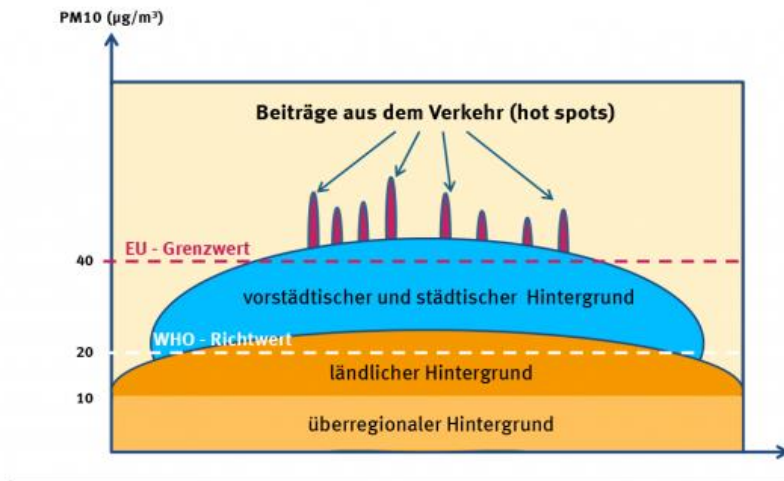 PM10 (µg/m³)
Beiträge aus dem Verkehr (hot spots)
EU - Grenzwert
40
vorstädtischer und städtischer Hintergrund
WHO - Richtwert
20
ländlicher Hintergrund
10
überregionaler Hintergrund